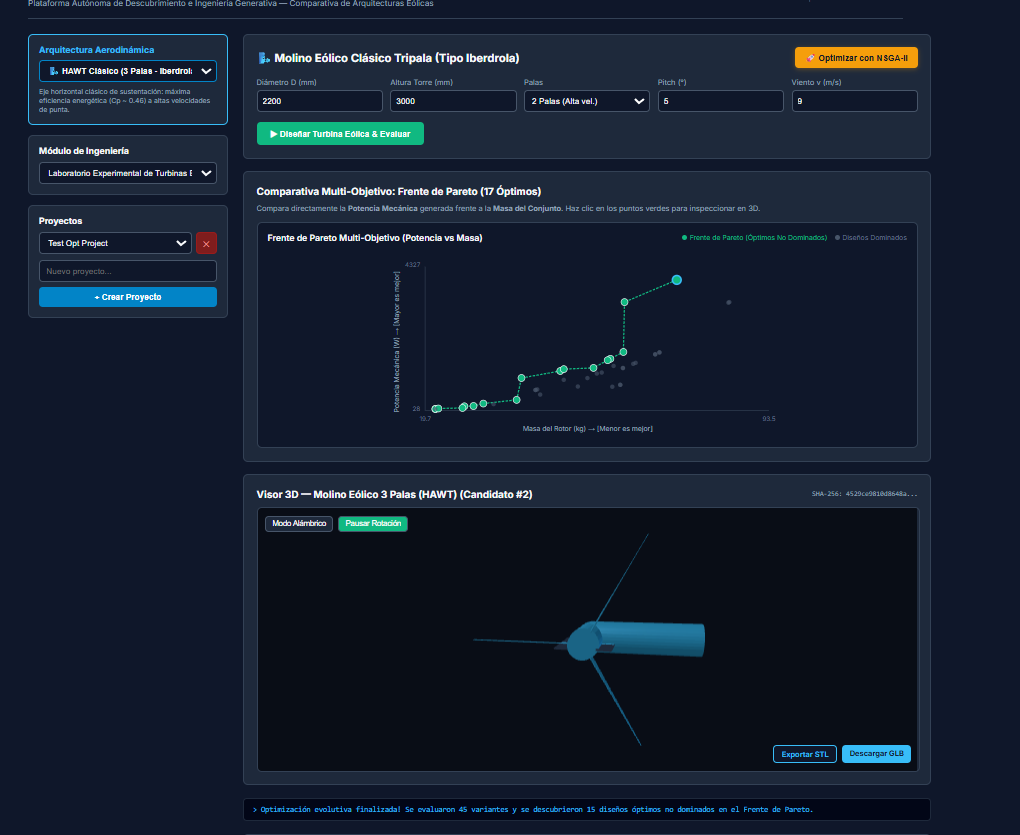 Plataforma Autónoma de Descubrimiento e Ingeniería Generativa — Comparativa de Arquitecturas Eólicas
Arquitectura Aerodinámica
HAWT Clásico (3 Palas - Iberdrola
Eje horizontal clásico de sustentación: máxima
eficiencia energética (Cp ≈ 0.46) a altas velocidades
de punta.
Módulo de Ingeniería
Laboratorio Experimental de Turbinas E
Proyectos
Test Opt Project
×
Nuevo proyecto...
+ Crear Proyecto
Molino Eólico Clásico Tripala (Tipo Iberdrola)
Optimizar con NSGA-II
Diámetro D (mm)
Altura Torre (mm)
Palas
Pitch (°)
Viento v (m/s)
2200
3000
2 Palas (Alta vel.)
5
9
▶ Diseñar Turbina Eólica & Evaluar
Comparativa Multi-Objetivo: Frente de Pareto (17 Óptimos)
Compara directamente la Potencia Mecánica generada frente a la Masa del Conjunto. Haz clic en los puntos verdes para inspeccionar en 3D.
Frente de Pareto Multi-Objetivo (Potencia vs Masa)
Frente de Pareto (Óptimos No Dominados)
Diseños Dominados
4327
Potencia Mecánica (W) → [Mayor es mejor]
28
10.7
93.5
Masa del Rotor (kg) → [Menor es mejor]
Visor 3D — Molino Eólico 3 Palas (HAWT) (Candidato #2)
SHA-256: 4529ce9810d8648a...
Modo Alámbrico
Pausar Rotación
Exportar STL
Descargar GLB
> Optimización evolutiva finalizada! Se evaluaron 45 variantes y se descubrieron 15 diseños óptimos no dominados en el Frente de Pareto.